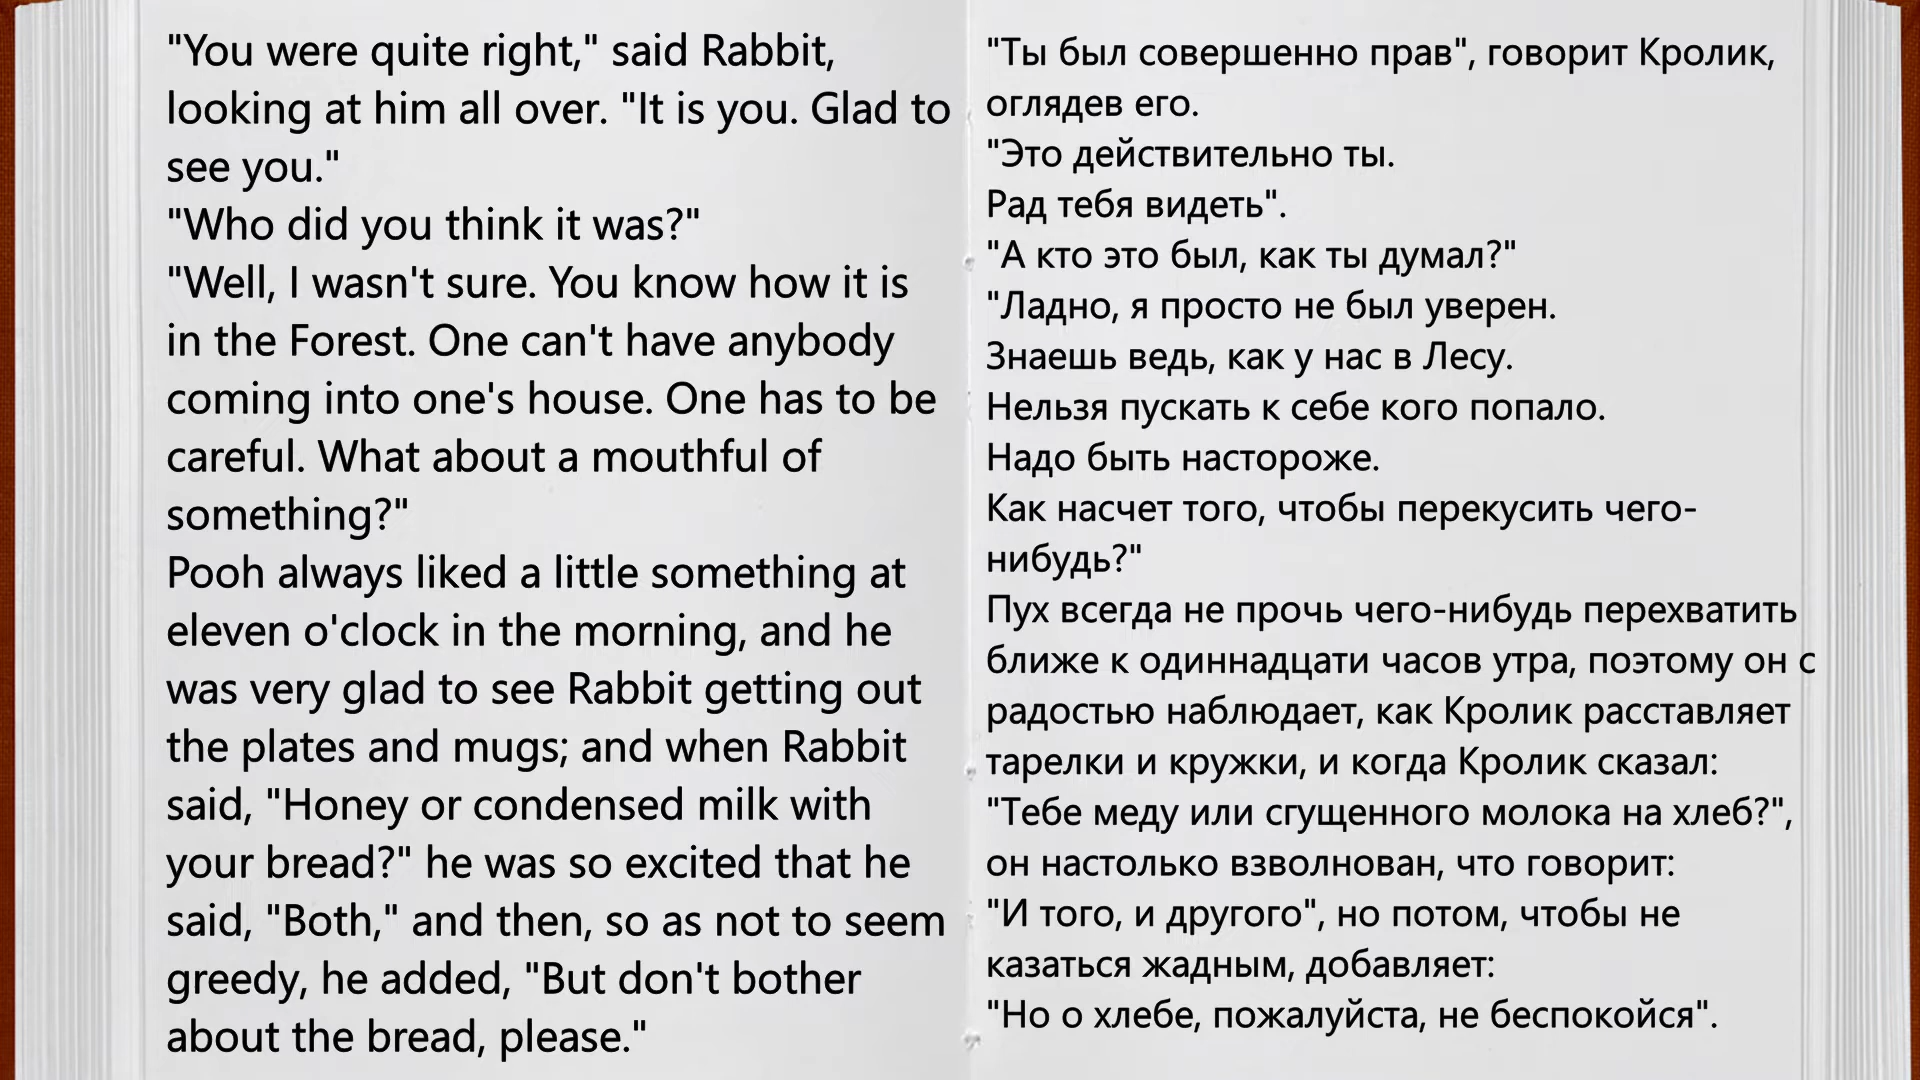 "You were quite right," said Rabbit,
looking at him all over. "It is you. Glad to
see you."
"Who did you think it was?"
"Well, I wasn't sure. You know how it is
in the Forest. One can't have anybody
coming into one's house. One has to be
careful. What about a mouthful of
something?"
Pooh always liked a little something at
eleven o'clock in the morning, and he
was very glad to see Rabbit getting out
the plates and mugs; and when Rabbit
said, "Honey or condensed milk with
your bread?" he was so excited that he
said, "Both," and then, so as not to seem
greedy, he added, "But don't bother
about the bread, please."
"Ты был совершенно прав", говорит Кролик,
оглядев его.
"Это действительно ты.
Рад тебя видеть".
"А кто это был, как ты думал?"
"Ладно, я просто не был уверен.
Знаешь ведь, как у нас в Лесу.
Нельзя пускать к себе кого попало.
Надо быть настороже.
Как насчет того, чтобы перекусить чего-
нибудь?"
Пух всегда не прочь чего-нибудь перехватить
ближе к одиннадцати часов утра, поэтому он с
радостью наблюдает, как Кролик расставляет
тарелки и кружки, и когда Кролик сказал:
"Тебе меду или сгущенного молока на хлеб?",
он настолько взволнован, что говорит:
"И того, и другого", но потом, чтобы не
казаться жадным, добавляет:
"Но о хлебе, пожалуйста, не беспокойся".